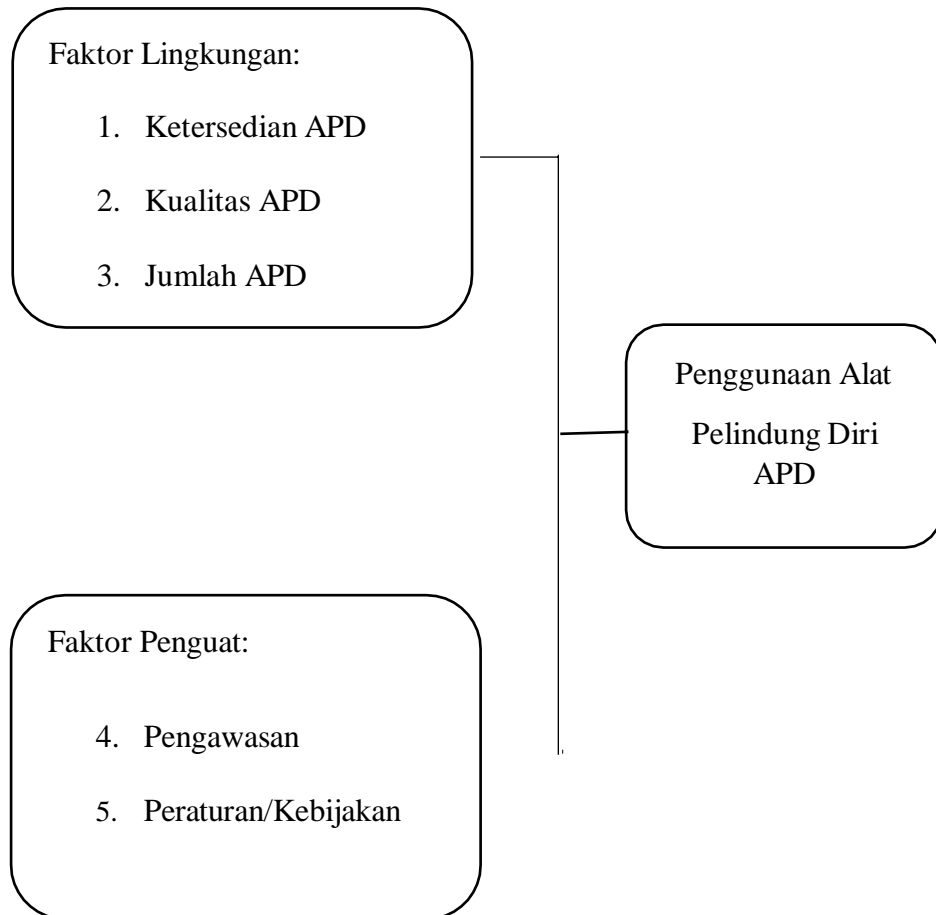 Faktor Lingkungan:
1. Ketersedian APD
2. Kualitas APD
3. Jumlah APD
Penggunaan Alat
Pelindung Diri
APD
Faktor Penguat:
4. Pengawasan
5. Peraturan/Kebijakan